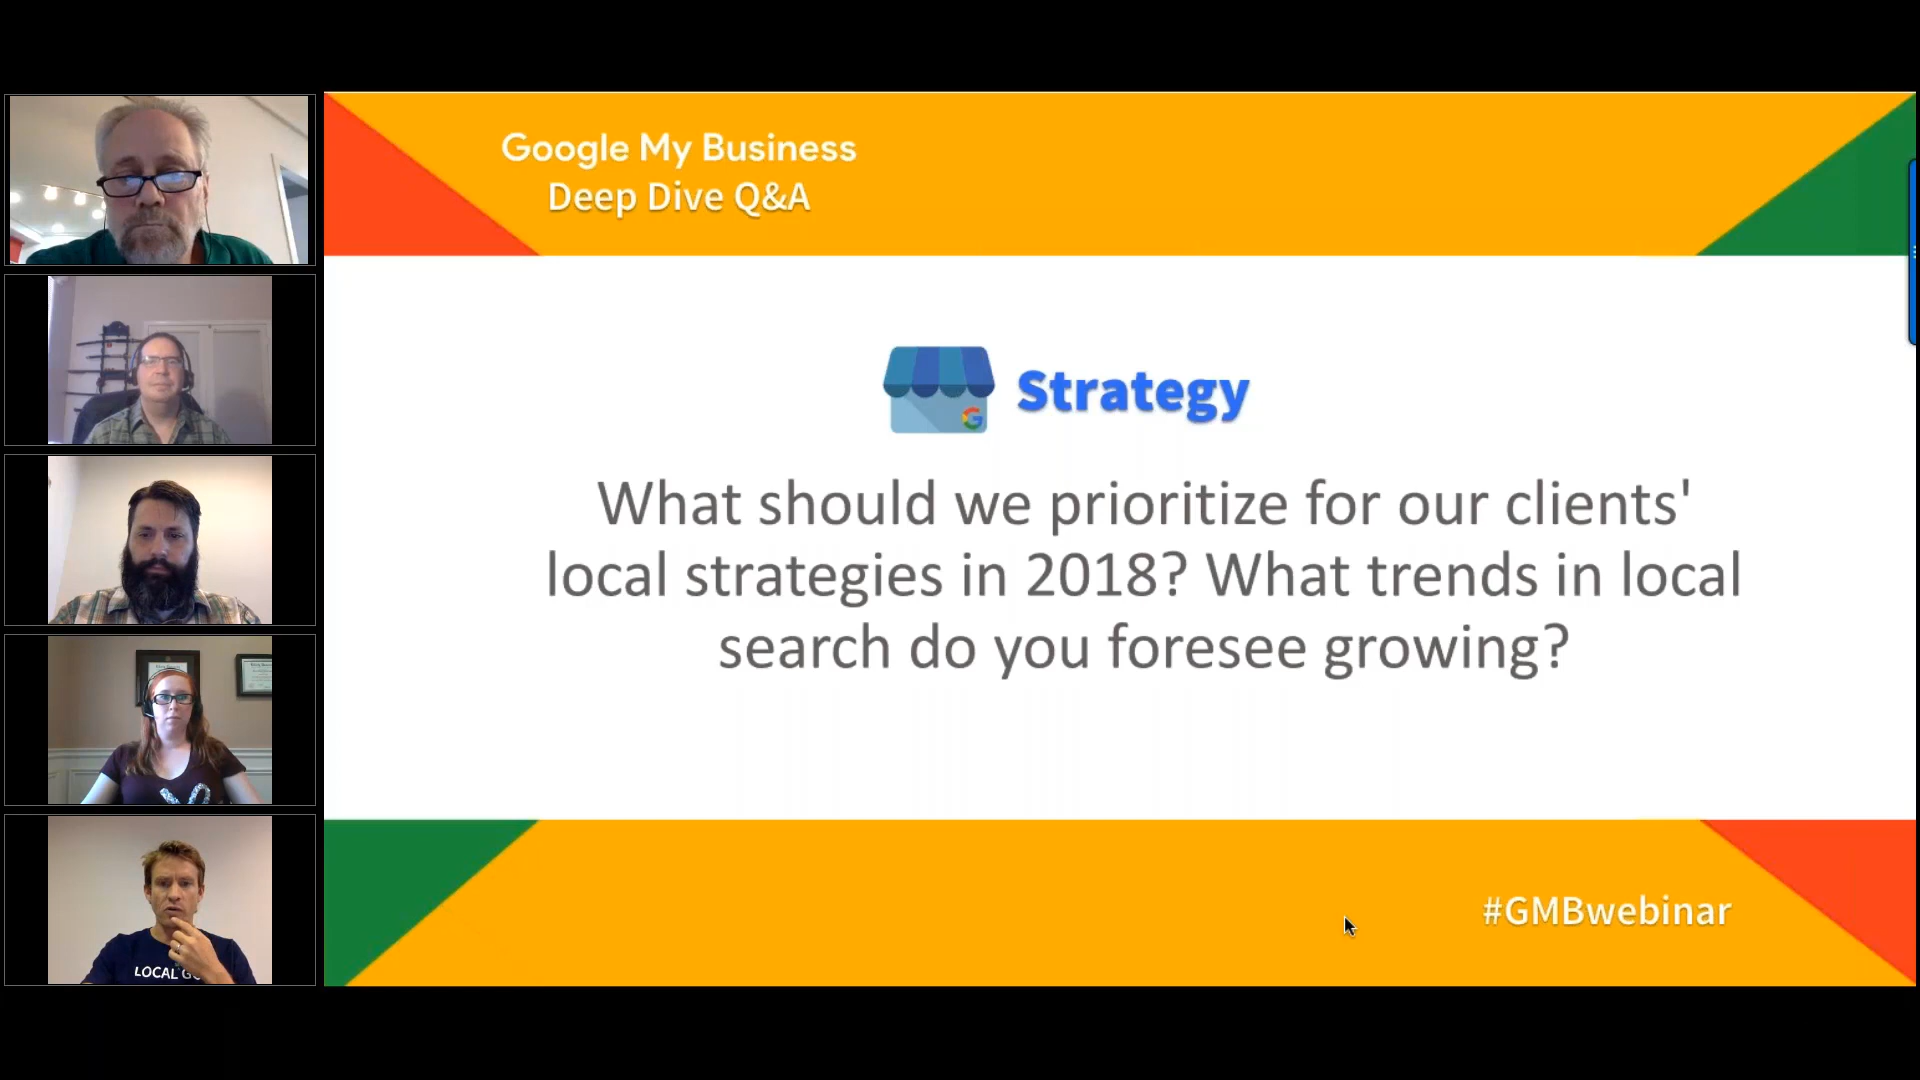 Google My Business
Deep Dive Q&A
Strategy
What should we prioritize for our clients'
local strategies in 2018? What trends in local
search do you foresee growing?
#GMBwebinar
LOCAL